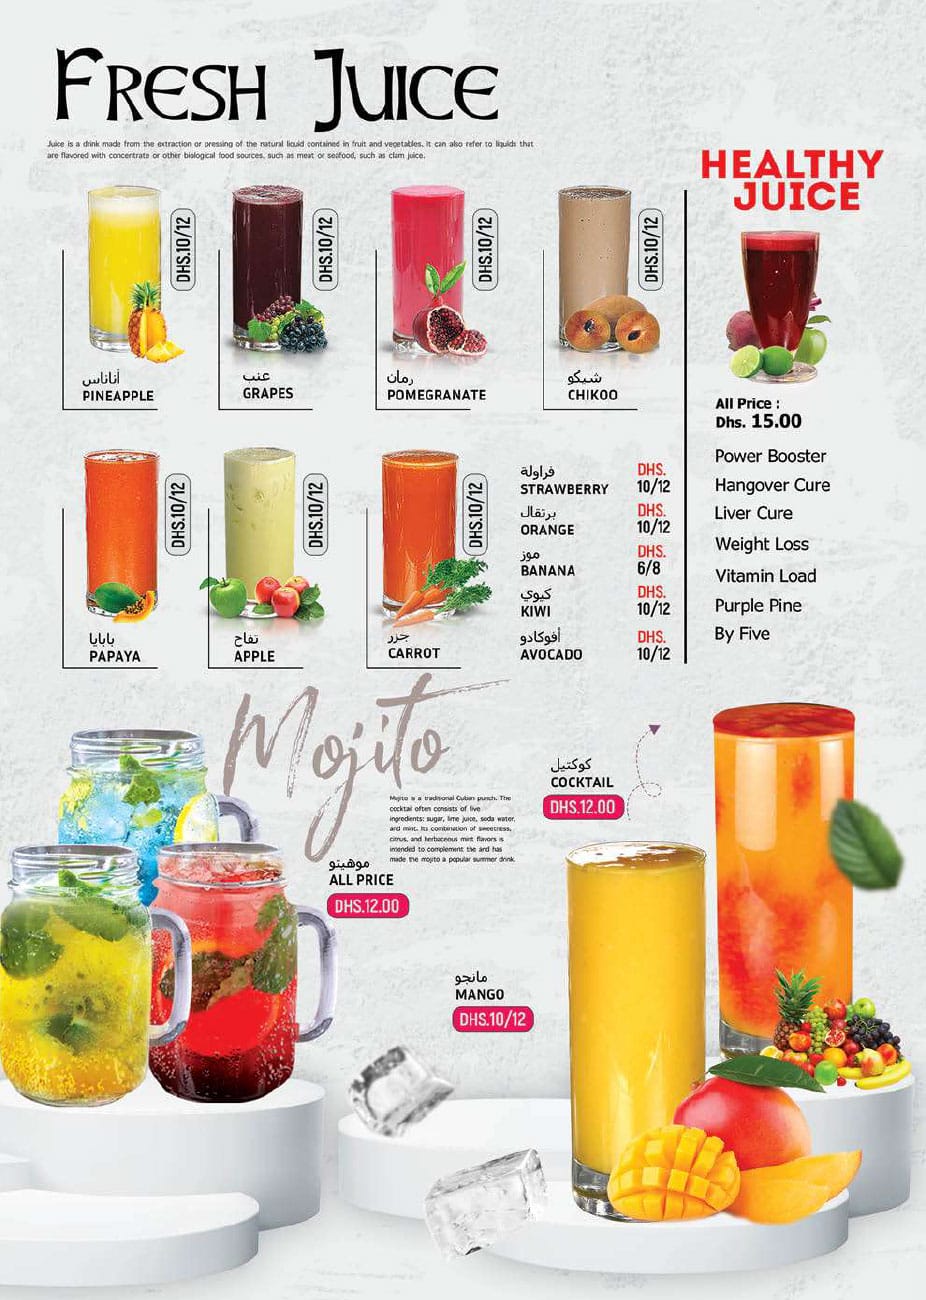 FRESH JUICE
Juice is a drink made from the extraction or pressing of the natural liquid contained in fruit and vegetables. It can also refer to liquids that
are flavored with concentrate or other biological food sources, such as meat or seafood, such as clam juice.
DHS.10/12
أناناس
PINEAPPLE
DHS.10/12
عنب
GRAPES
DHS.10/12
رمان
POMEGRANATE
DHS.10/12
شيكو
CHIKOO
DHS.10/12
بابايا
PAPAYA
DHS.10/12
تفاح
APPLE
DHS.10/12
جزر
CARROT
فراولة
STRAWBERRY
DHS.
10/12
برتقال
ORANGE
DHS.
10/12
موز
BANANA
DHS.
6/8
كيوي
KIWI
DHS.
10/12
أفوكادو
AVOCADO
DHS.
10/12
HEALTHY
JUICE
All Price :
Dhs. 15.00
Power Booster
Hangover Cure
Liver Cure
Weight Loss
Vitamin Load
Purple Pine
By Five
Mojito
Mojito is a traditional Cuban punch. The
cocktail often consists of five
ingredients: sugar, lime juice, soda water,
and mint. Its combination of sweetness,
citrus, and herbaceous mint flavors is
intended to complement the and has
made the mojito a popular summer drink.
موهيتو
ALL PRICE
DHS.12.00
كوكتيل
COCKTAIL
DHS.12.00
مانجو
MANGO
DHS.10/12